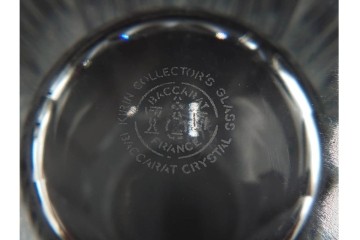 KIRIN COLLECTOR'S GLASS
BACCARAT
FRANCE
BACCARAT CRYSTAL